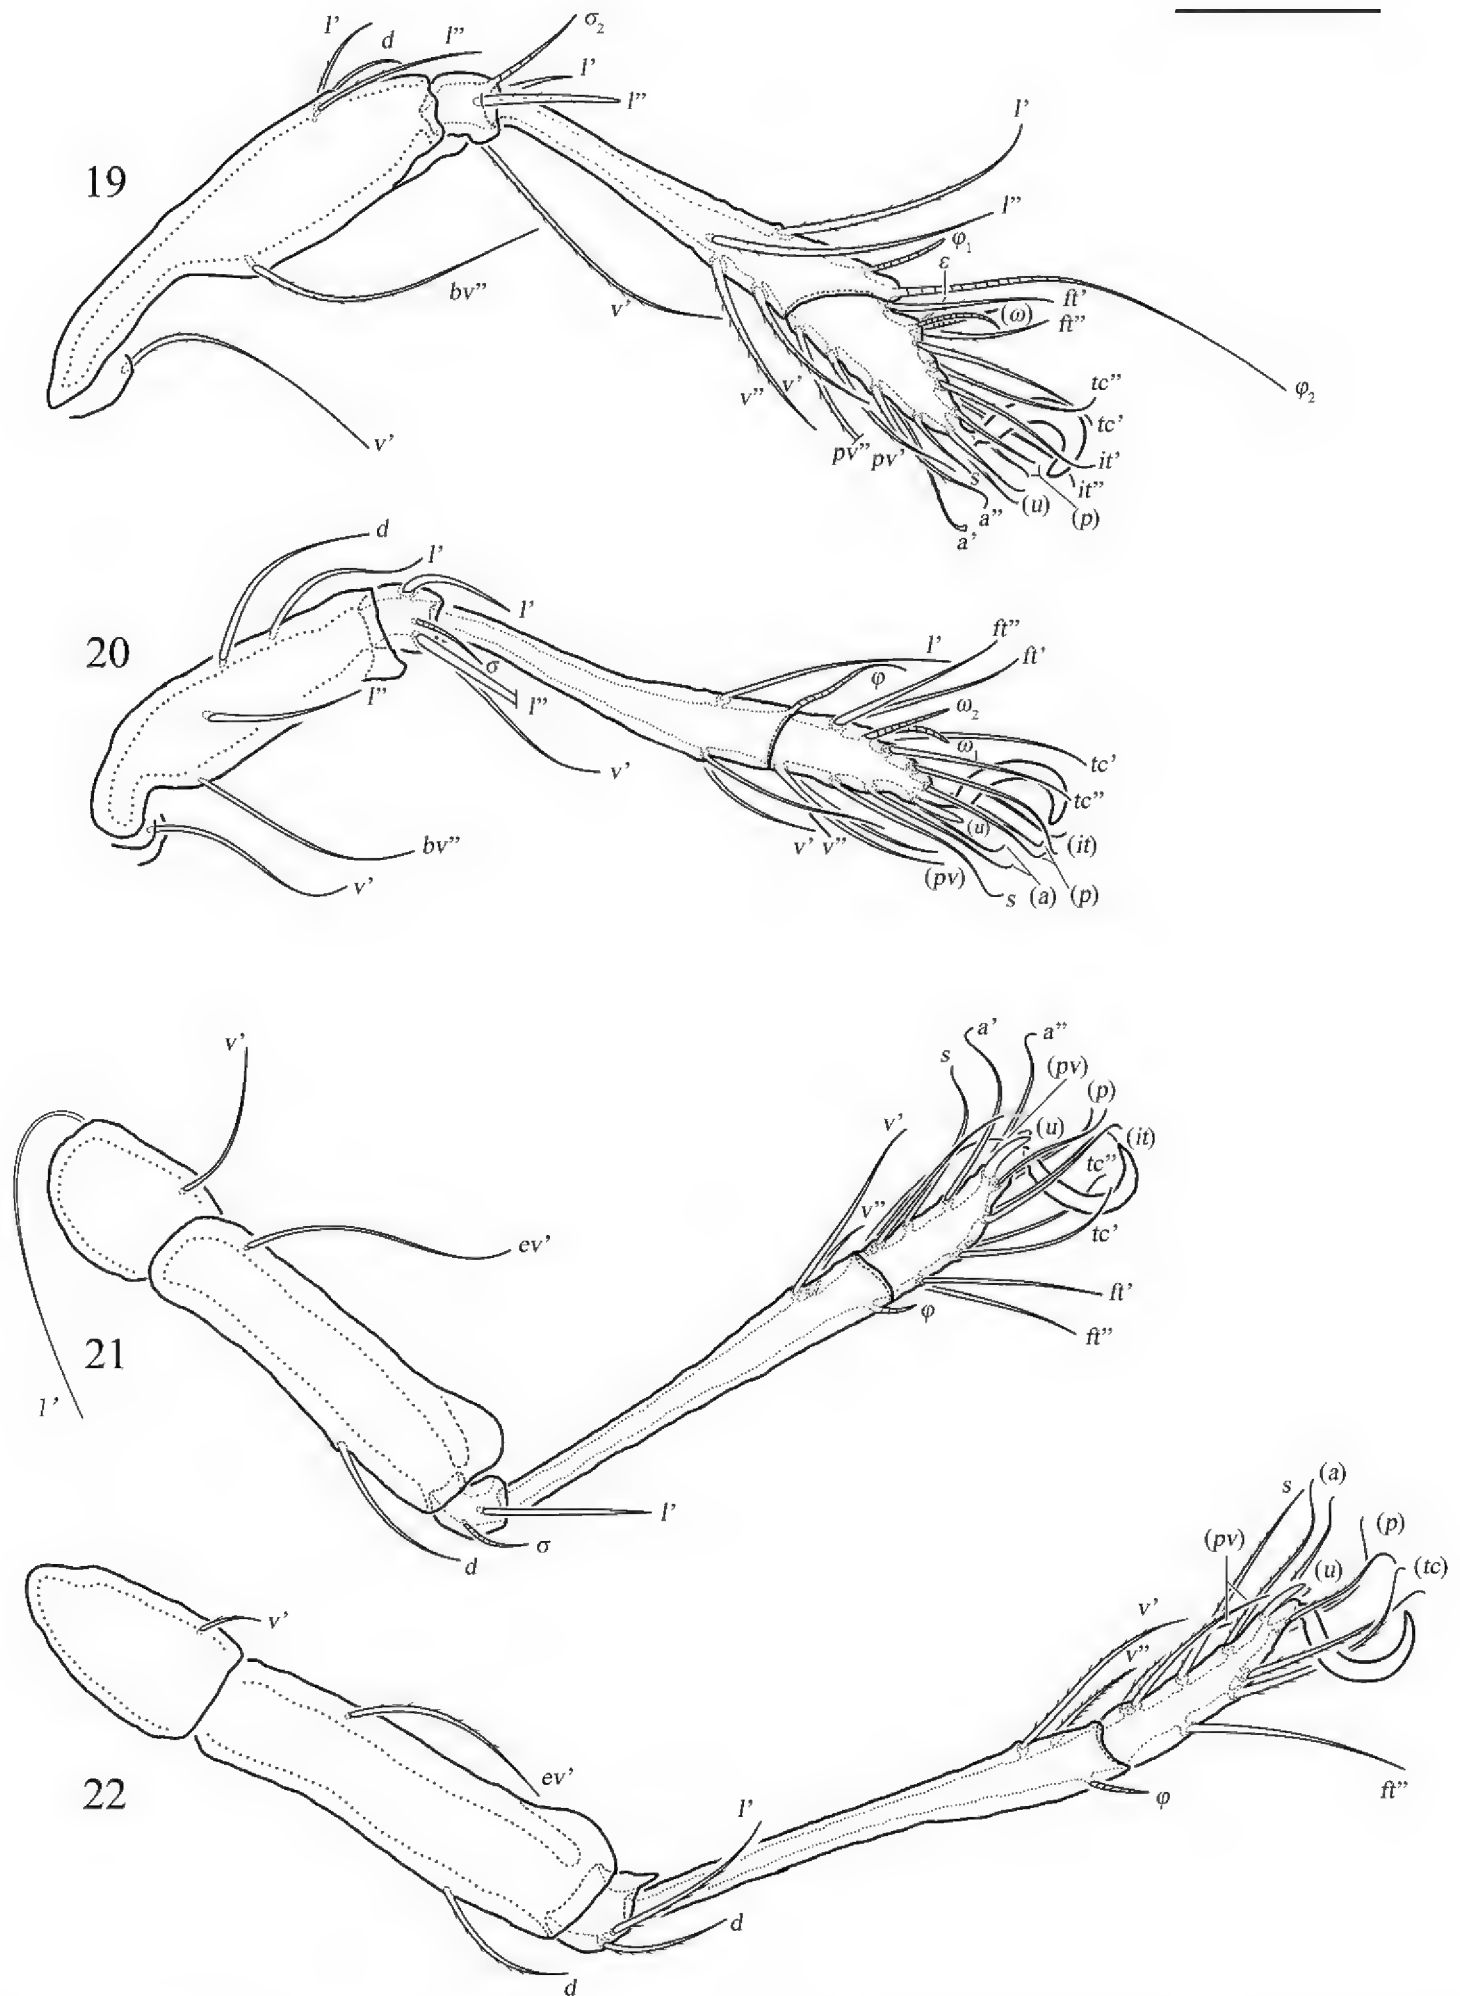 l’ d l” σ₂
l’
l”
l’
l”
19
φ₁
ε
ft’
(ω)
ft”
bv”
v’
φ₂
v” v’
tc”
tc’
v’
pv” pv’
it’
s
it”
a” (u) (p)
a’
d
l’
l’
20
ft”
l’ ft’
σ φ
l” l”
ω₂
ω₁
v’
tc’
tc”
(u)
bv”
v’ v”
(it)
v’
(pv)
s (a) (p)
a’ a”
v’
s
(pv)
(p)
v’
(u) (it)
tc”
v”
tc’
ev’
ft’
φ
21
ft”
l’
l’
d σ
s (a)
(p)
(pv)
(u) (tc)
v’
v’
v”
ev’
22
l’
φ ft”
d
d